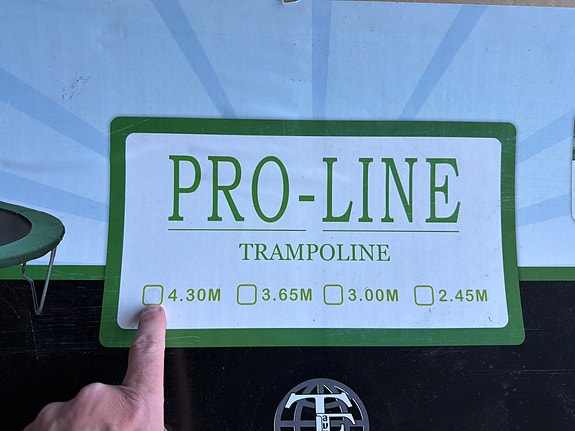 PRO-LINE
TRAMPOLINE
4.30M 3.65M 3.00M 2.45M